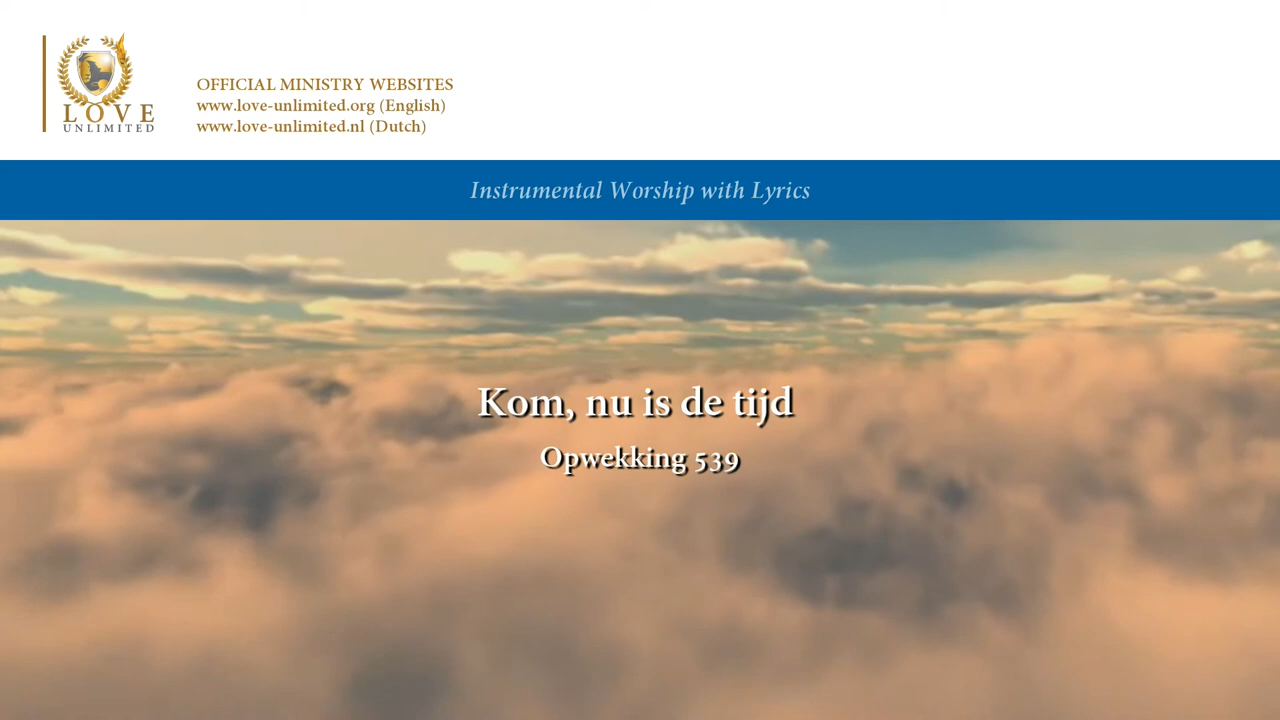 LOVE
UNLIMITED
OFFICIAL MINISTRY WEBSITES
www.love-unlimited.org (English)
www.love-unlimited.nl (Dutch)
Instrumental Worship with Lyrics
Kom, nu is de tijd
Opwekking 539